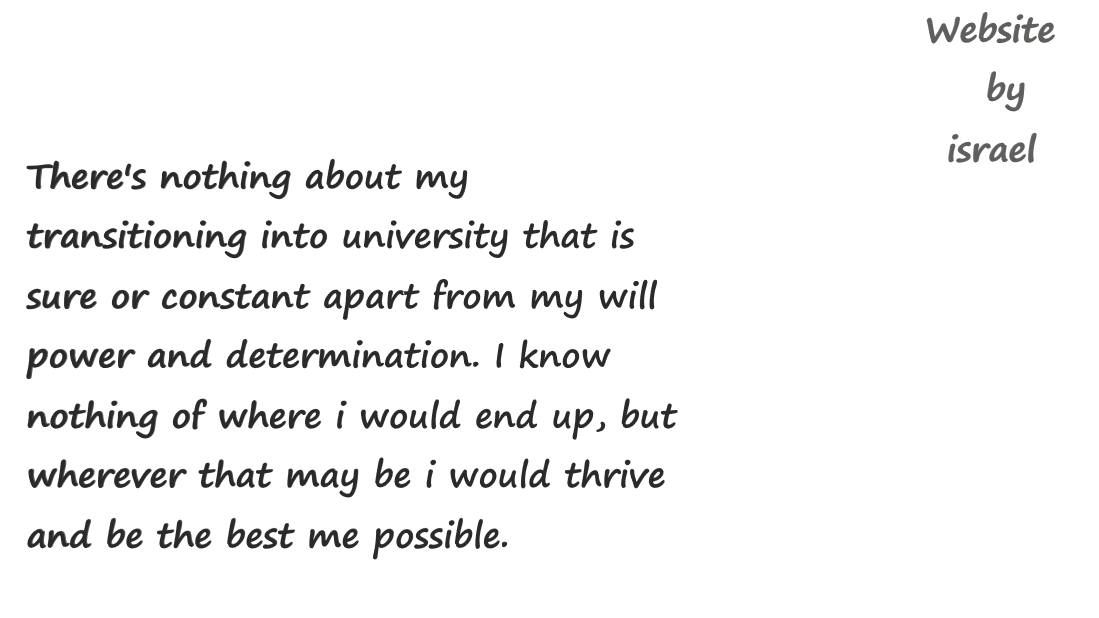 Website
by
israel
There's nothing about my
transitioning into university that is
sure or constant apart from my will
power and determination. I know
nothing of where i would end up, but
wherever that may be i would thrive
and be the best me possible.